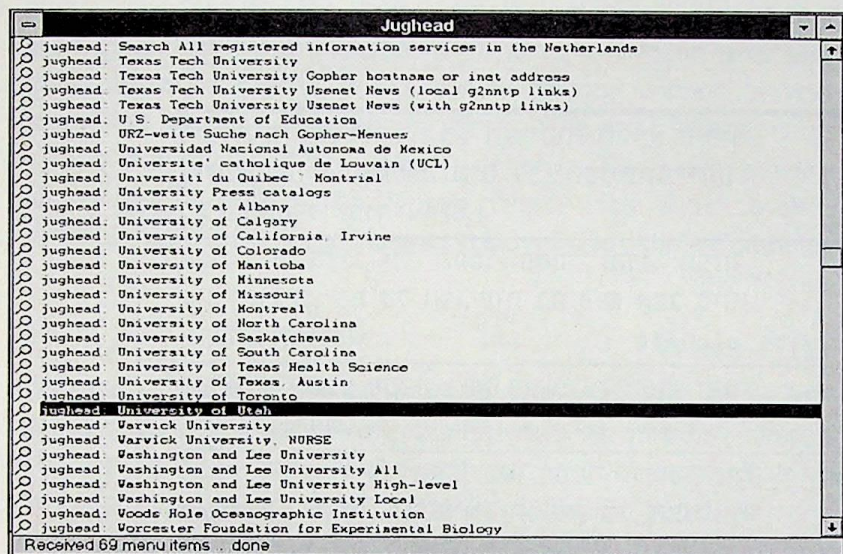 Jughead
jughead: Search All registered information services in the Netherlands
jughead: Texas Tech University
jughead: Texas Tech University Gopher hostname or inet address
jughead: Texas Tech University Usenet News (local g2nntp links)
jughead: Texas Tech University Usenet News (with g2nntp links)
jughead: U.S. Department of Education
jughead: URZ-weite Suche nach Gopher-Menues
jughead: Universidad Nacional Autonoma de Mexico
jughead: Universite' catholique de Louvain (UCL)
jughead: Universiti du Quibec - Montrial
jughead: University Press catalogs
jughead: University at Albany
jughead: University of Calgary
jughead: University of California, Irvine
jughead: University of Colorado
jughead: University of Manitoba
jughead: University of Minnesota
jughead: University of Missouri
jughead: University of Montreal
jughead: University of North Carolina
jughead: University of Saskatchewan
jughead: University of South Carolina
jughead: University of Texas Health Science
jughead: University of Texas, Austin
jughead: University of Toronto
jughead: University of Utah
jughead: Warwick University
jughead: Warwick University, NURSE
jughead: Washington and Lee University
jughead: Washington and Lee University All
jughead: Washington and Lee University High-level
jughead: Washington and Lee University Local
jughead: Woods Hole Oceanographic Institution
jughead: Worcester Foundation for Experimental Biology
Received 69 menu items... done